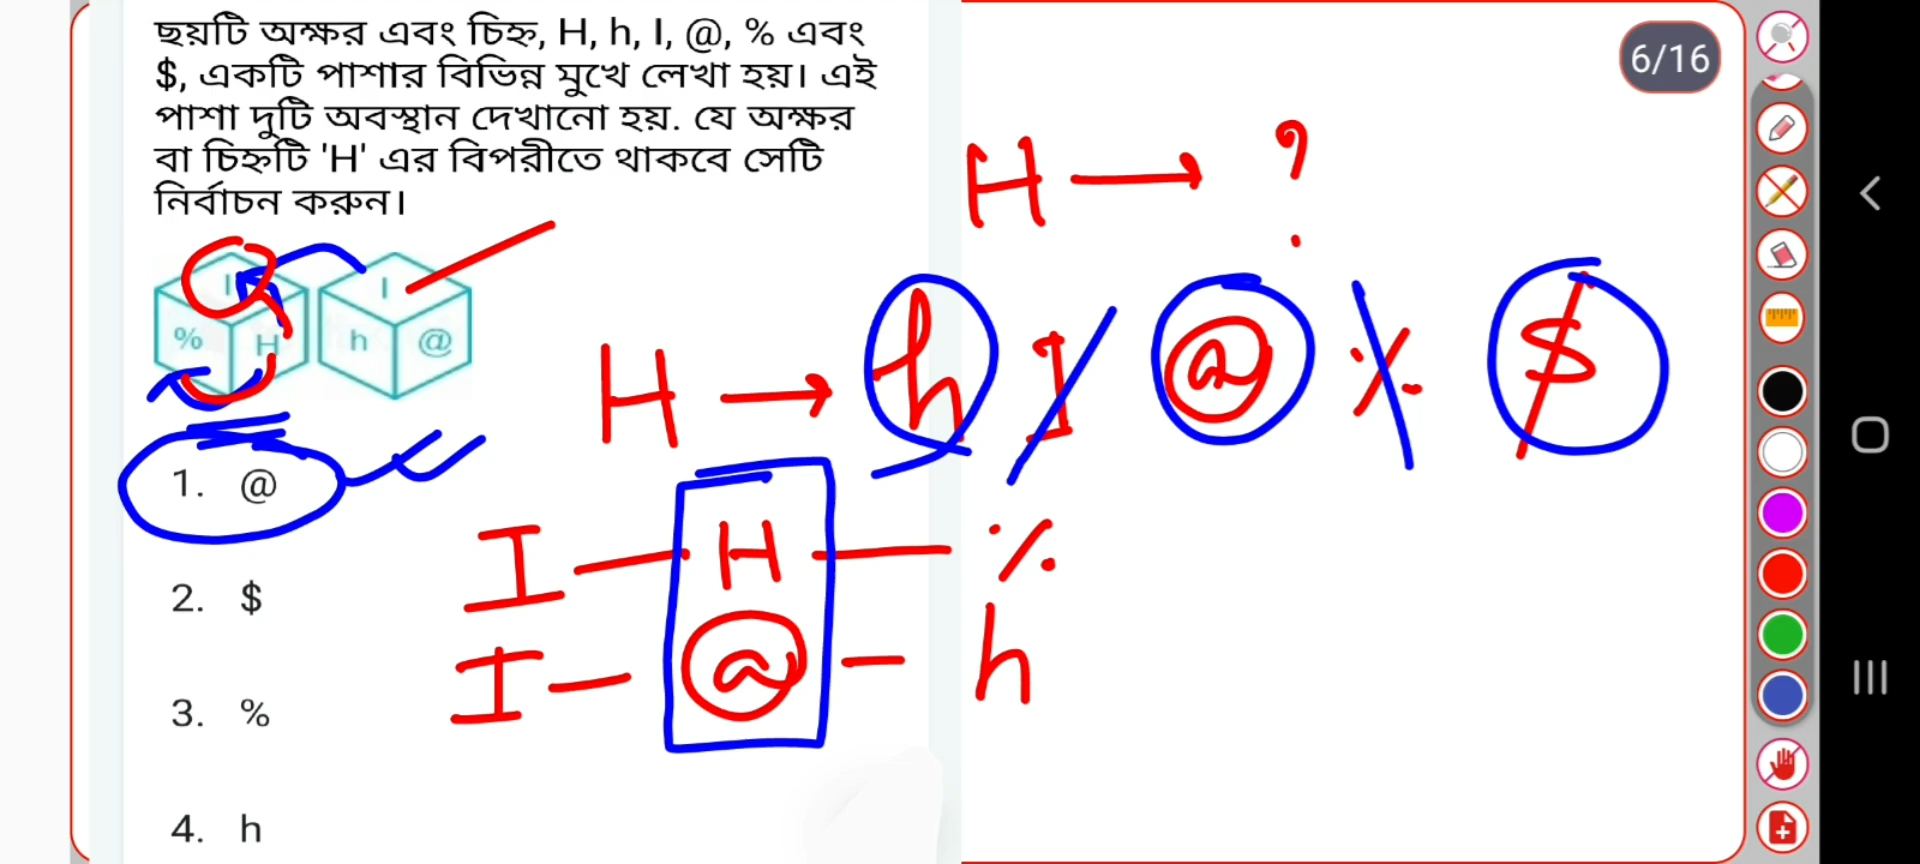 ছয়টি অক্ষর এবং চিহ্ন, H, h, I, @, % এবং
$, একটি পাশার বিভিন্ন মুখে লেখা হয়। এই
পাশা দুটি অবস্থান দেখানো হয়. যে অক্ষর
বা চিহ্নটি 'H' এর বিপরীতে থাকবে সেটি
নির্বাচন করুন।
6/16
H → ?
I
% H
I
h @
H → h I @ % $
1. @
I — H — %
2. $
I — @ — h
3. %
4. h